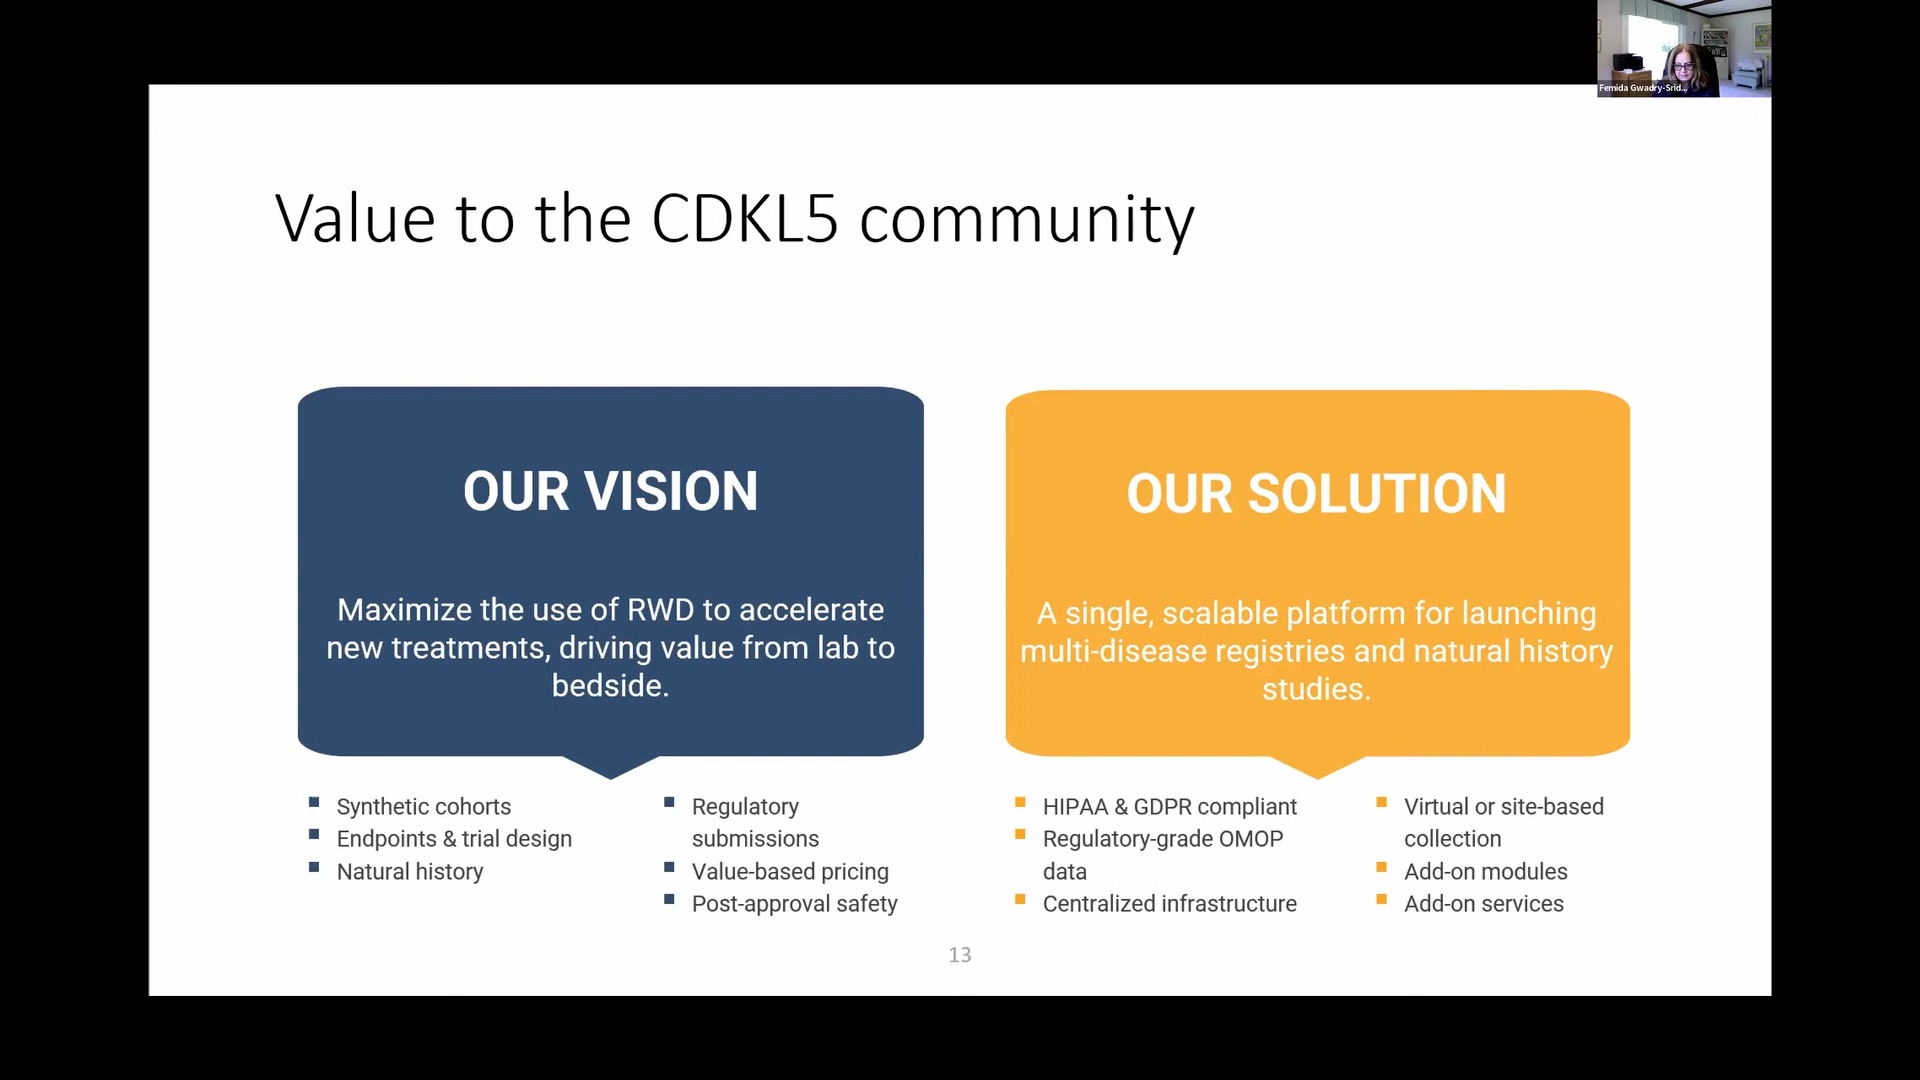 Femida Gwadry-Srid...
Value to the CDKL5 community
OUR VISION
Maximize the use of RWD to accelerate
new treatments, driving value from lab to
bedside.
Synthetic cohorts
Endpoints & trial design
Natural history
Regulatory
submissions
Value-based pricing
Post-approval safety
OUR SOLUTION
A single, scalable platform for launching
multi-disease registries and natural history
studies.
HIPAA & GDPR compliant
Regulatory-grade OMOP
data
Centralized infrastructure
Virtual or site-based
collection
Add-on modules
Add-on services
13